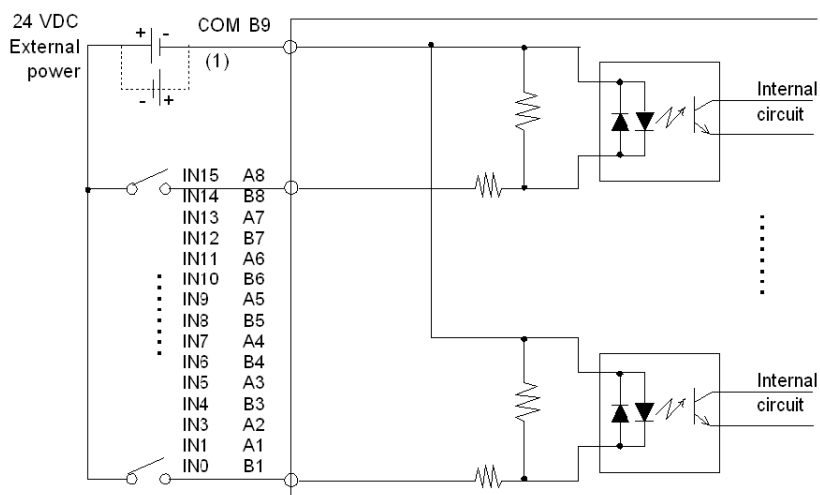 24 VDC
External
power
+ -
- +
COM B9
(1)
IN15 A8
IN14 B8
IN13 A7
IN12 B7
IN11 A6
IN10 B6
IN9 A5
IN8 B5
IN7 A4
IN6 B4
IN5 A3
IN4 B3
IN3 A2
IN1 A1
IN0 B1
Internal
circuit
Internal
circuit